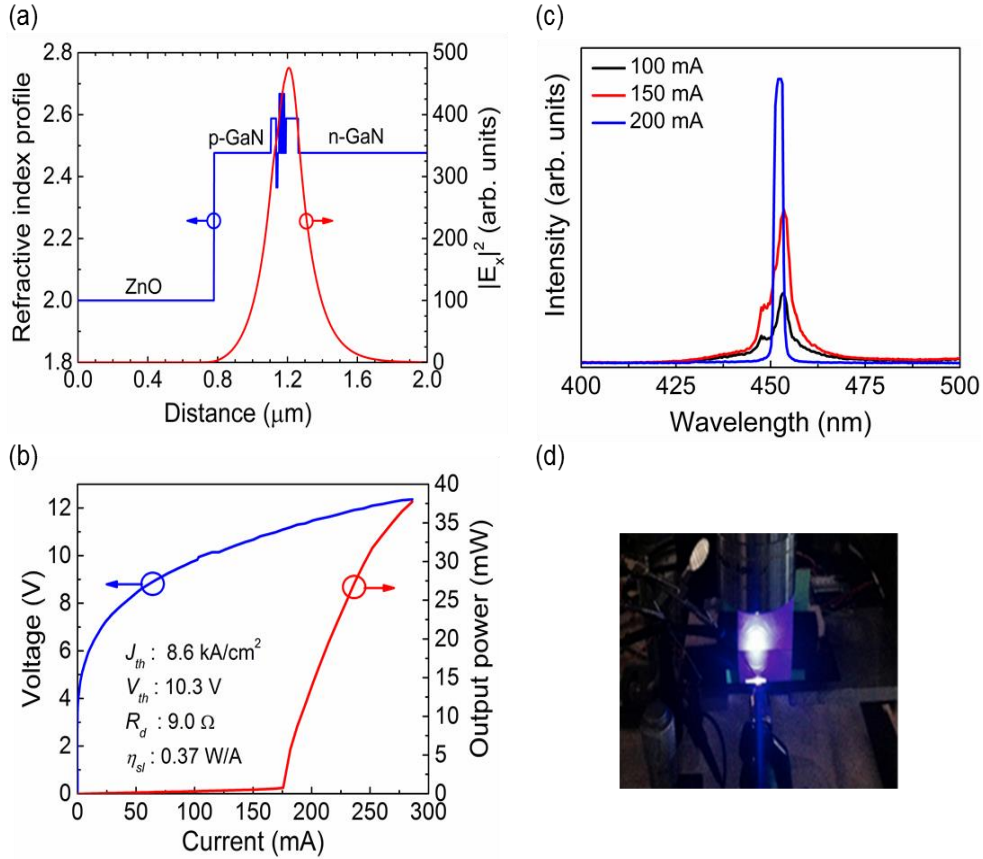 (a)
2.8
2.6
2.4
2.2
2.0
1.8
Refractive index profile
500
400
300
200
100
0
|E_x|² (arb. units)
p-GaN
n-GaN
ZnO
0.0 0.4 0.8 1.2 1.6 2.0
Distance (μm)
(c)
100 mA
150 mA
200 mA
Intensity (arb. units)
400 425 450 475 500
Wavelength (nm)
(b)
12
10
8
6
4
2
0
Voltage (V)
40
35
30
25
20
15
10
5
0
Output power (mW)
J_th : 8.6 kA/cm²
V_th : 10.3 V
R_d : 9.0 Ω
η_sl : 0.37 W/A
0 50 100 150 200 250 300
Current (mA)
(d)